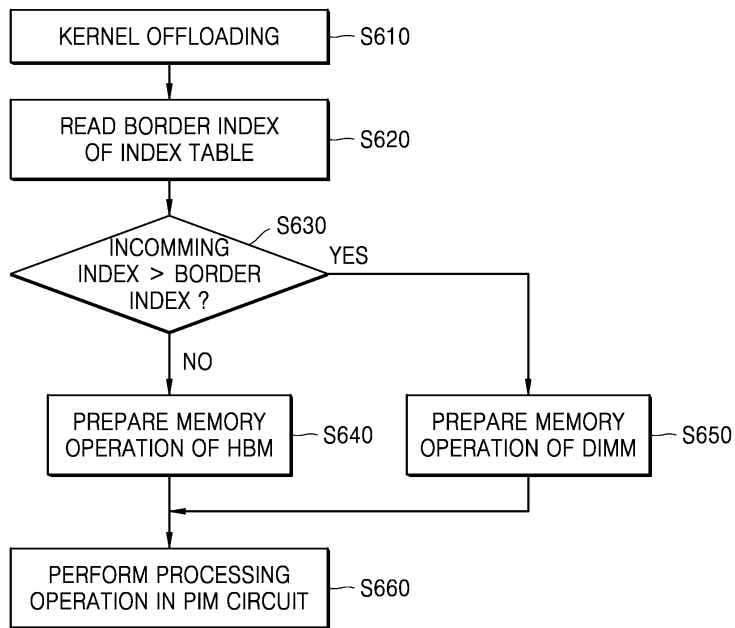 KERNEL OFFLOADING
S610
READ BORDER INDEX
OF INDEX TABLE
S620
S630
INCOMMING
INDEX > BORDER
INDEX ?
YES
NO
PREPARE MEMORY
OPERATION OF HBM
S640
PREPARE MEMORY
OPERATION OF DIMM
S650
PERFORM PROCESSING
OPERATION IN PIM CIRCUIT
S660